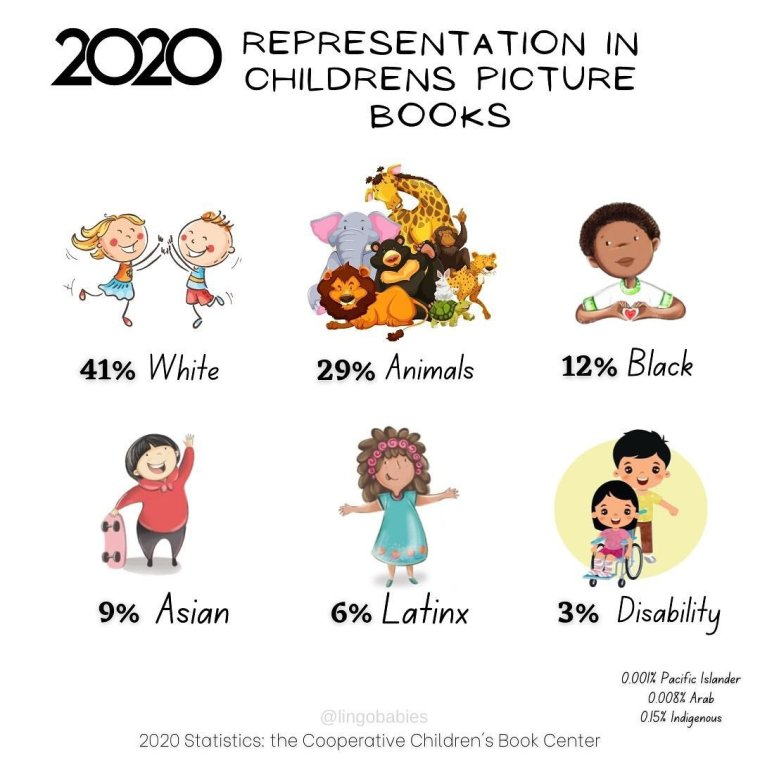 2020 REPRESENTATION IN
CHILDRENS PICTURE
BOOKS
41% White
29% Animals
12% Black
9% Asian
6% Latinx
3% Disability
0.001% Pacific Islander
0.008% Arab
0.15% Indigenous
@lingobabies
2020 Statistics: the Cooperative Children's Book Center